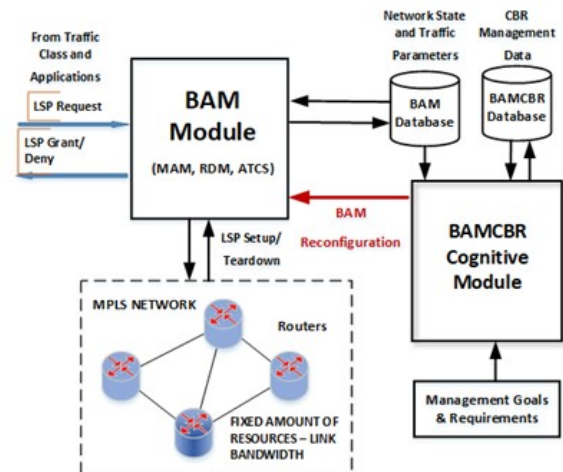 From Traffic
Class and
Applications
LSP Request
LSP Grant/
Deny
BAM
Module
(MAM, RDM, ATCS)
Network State
and Traffic
Parameters
BAM
Database
CBR
Management
Data
BAMCBR
Database
BAM
Reconfiguration
BAMCBR
Cognitive
Module
LSP Setup/
Teardown
MPLS NETWORK
Routers
FIXED AMOUNT OF
RESOURCES – LINK
BANDWIDTH
Management Goals
& Requirements